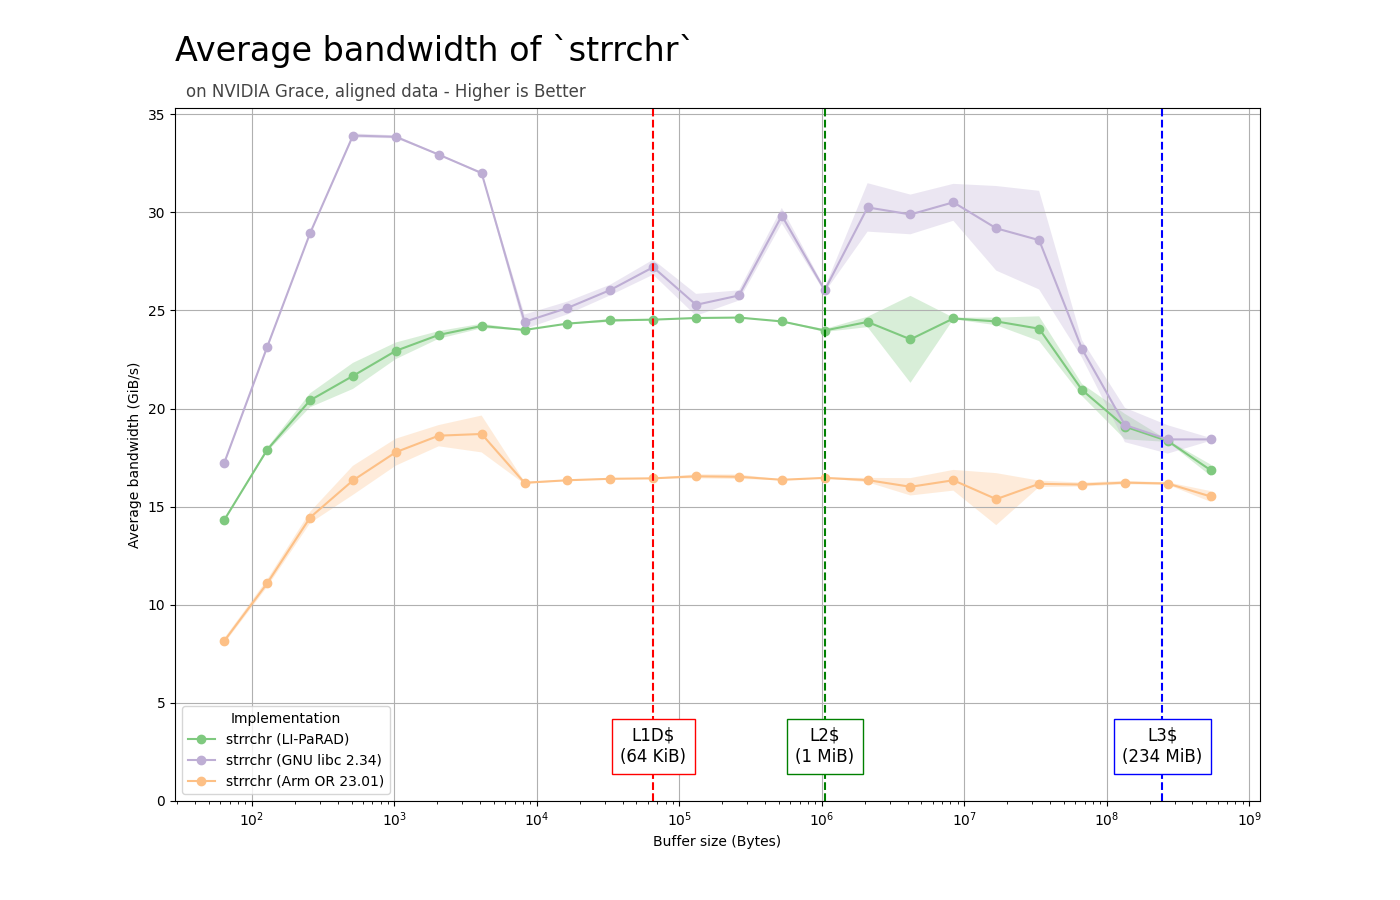 Average bandwidth of `strrchr`
on NVIDIA Grace, aligned data - Higher is Better
35
30
25
20
15
10
5
0
Average bandwidth (GiB/s)
Implementation
strrchr (LI-PaRAD)
strrchr (GNU libc 2.34)
strrchr (Arm OR 23.01)
L1D$
(64 KiB)
L2$
(1 MiB)
L3$
(234 MiB)
10² 10³ 10⁴ 10⁵ 10⁶ 10⁷ 10⁸ 10⁹
Buffer size (Bytes)